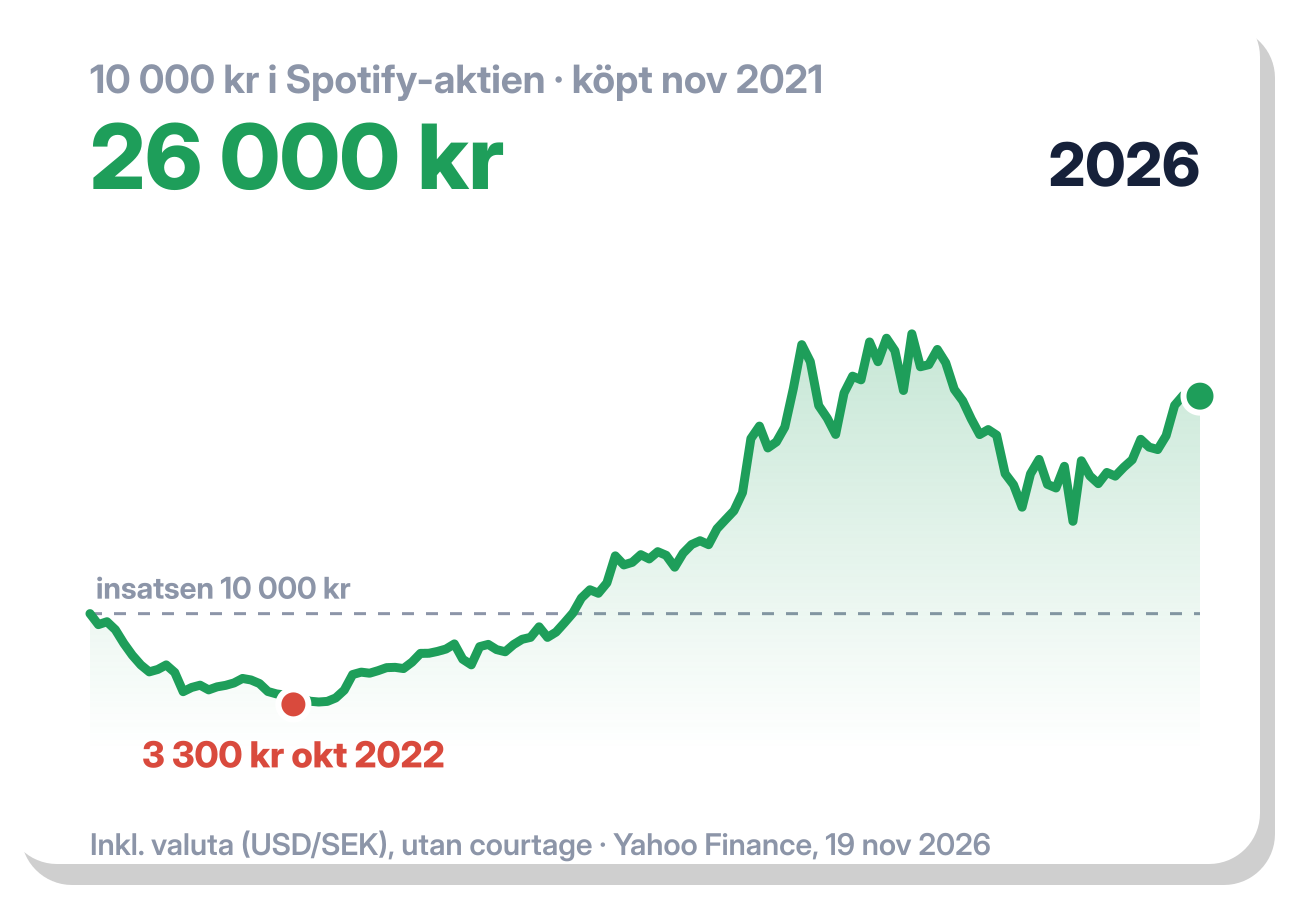 10 000 kr i Spotify-aktien · köpt nov 2021
26 000 kr
2026
insatsen 10 000 kr
3 300 kr okt 2022
Inkl. valuta (USD/SEK), utan courtage · Yahoo Finance, 19 nov 2026